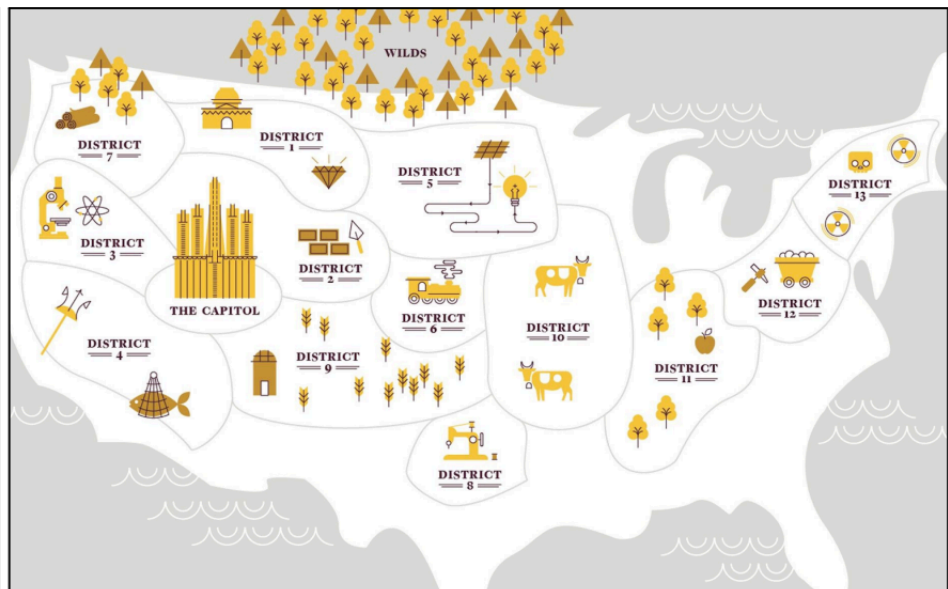 WILDS
DISTRICT
7
DISTRICT
1
DISTRICT
5
DISTRICT
13
DISTRICT
3
DISTRICT
2
THE CAPITOL
DISTRICT
6
DISTRICT
12
DISTRICT
4
DISTRICT
9
DISTRICT
10
DISTRICT
11
DISTRICT
8